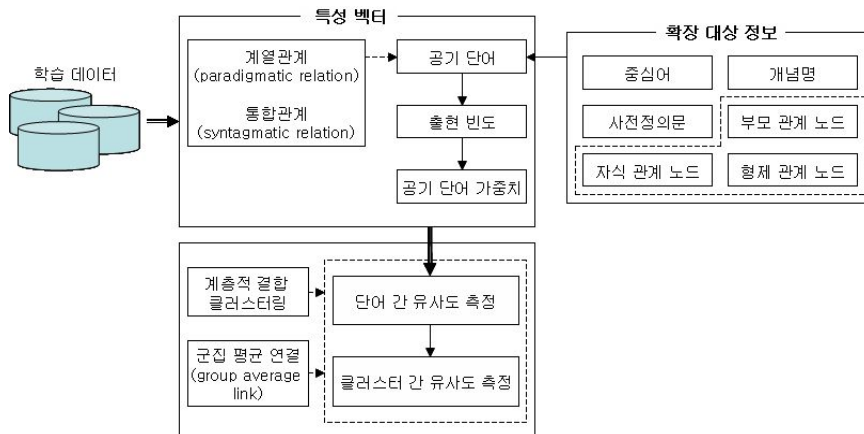 특성 벡터
학습 데이터
계열관계
(paradigmatic relation)
통합관계
(syntagmatic relation)
공기 단어
출현 빈도
공기 단어 가중치
확장 대상 정보
중심어
개념명
사전정의문
부모 관계 노드
자식 관계 노드
형제 관계 노드
계층적 결합
클러스터링
단어 간 유사도 측정
군집 평균 연결
(group average
link)
클러스터 간 유사도 측정